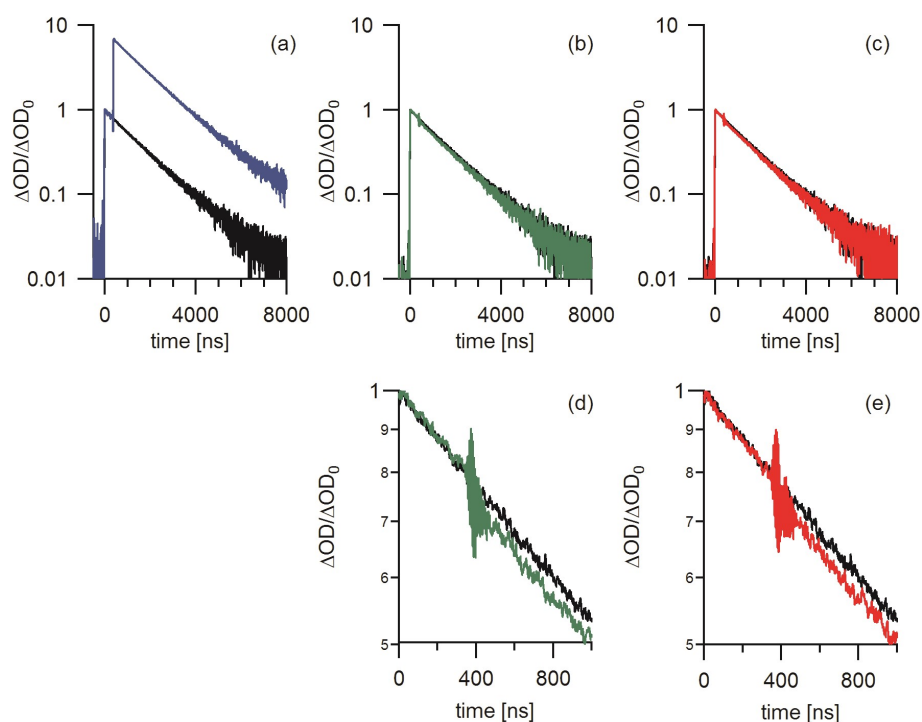 10
1
0.1
0.01
ΔOD/ΔOD₀
(a)
0 4000 8000
time [ns]
10
1
0.1
0.01
ΔOD/ΔOD₀
(b)
0 4000 8000
time [ns]
10
1
0.1
0.01
ΔOD/ΔOD₀
(c)
0 4000 8000
time [ns]
1
9
8
7
6
5
ΔOD/ΔOD₀
(d)
0 400 800
time [ns]
1
9
8
7
6
5
ΔOD/ΔOD₀
(e)
0 400 800
time [ns]